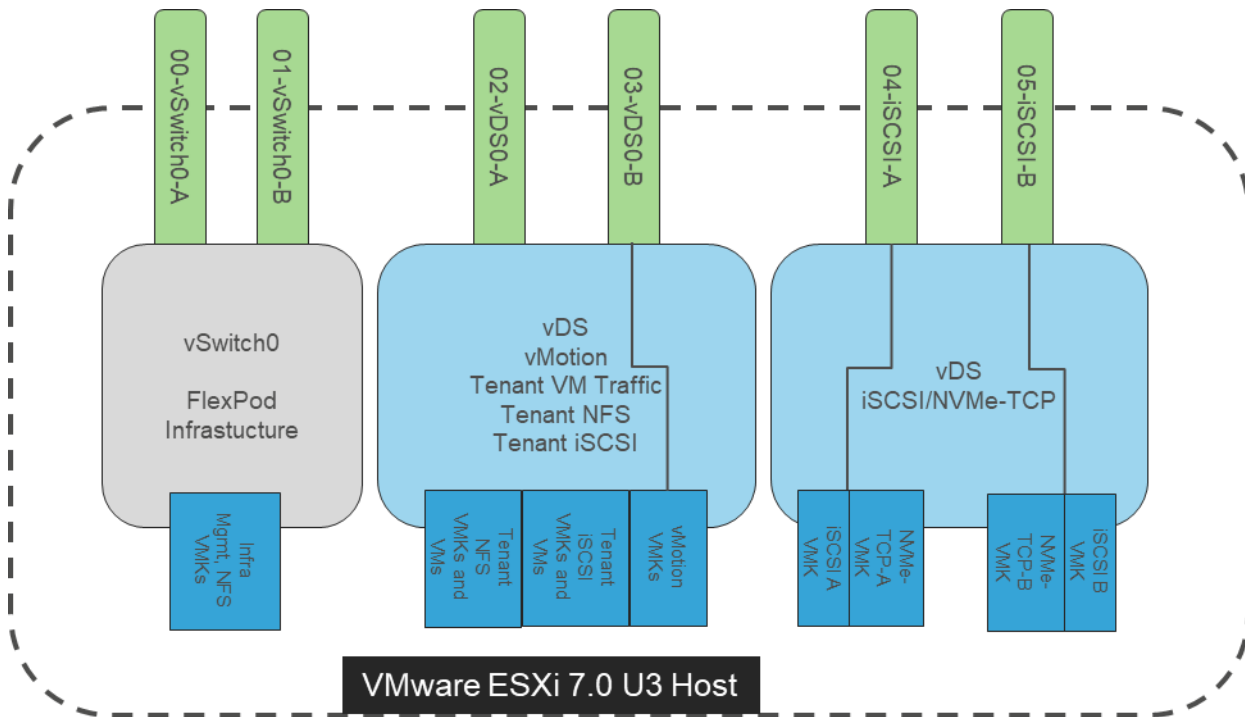 00-vSwitch0-A
01-vSwitch0-B
02-vDS0-A
03-vDS0-B
04-iSCSI-A
05-iSCSI-B
vSwitch0
FlexPod
Infrastucture
vDS
vMotion
Tenant VM Traffic
Tenant NFS
Tenant iSCSI
vDS
iSCSI/NVMe-TCP
Infra
Mgmt, NFS
VMKs
Tenant
NFS
VMKs and
VMs
Tenant
iSCSI
VMKs and
VMs
vMotion
VMKs
iSCSI A
VMK
NVMe-
TCP-A
VMK
NVMe-
TCP-B
VMK
iSCSI B
VMK
VMware ESXi 7.0 U3 Host